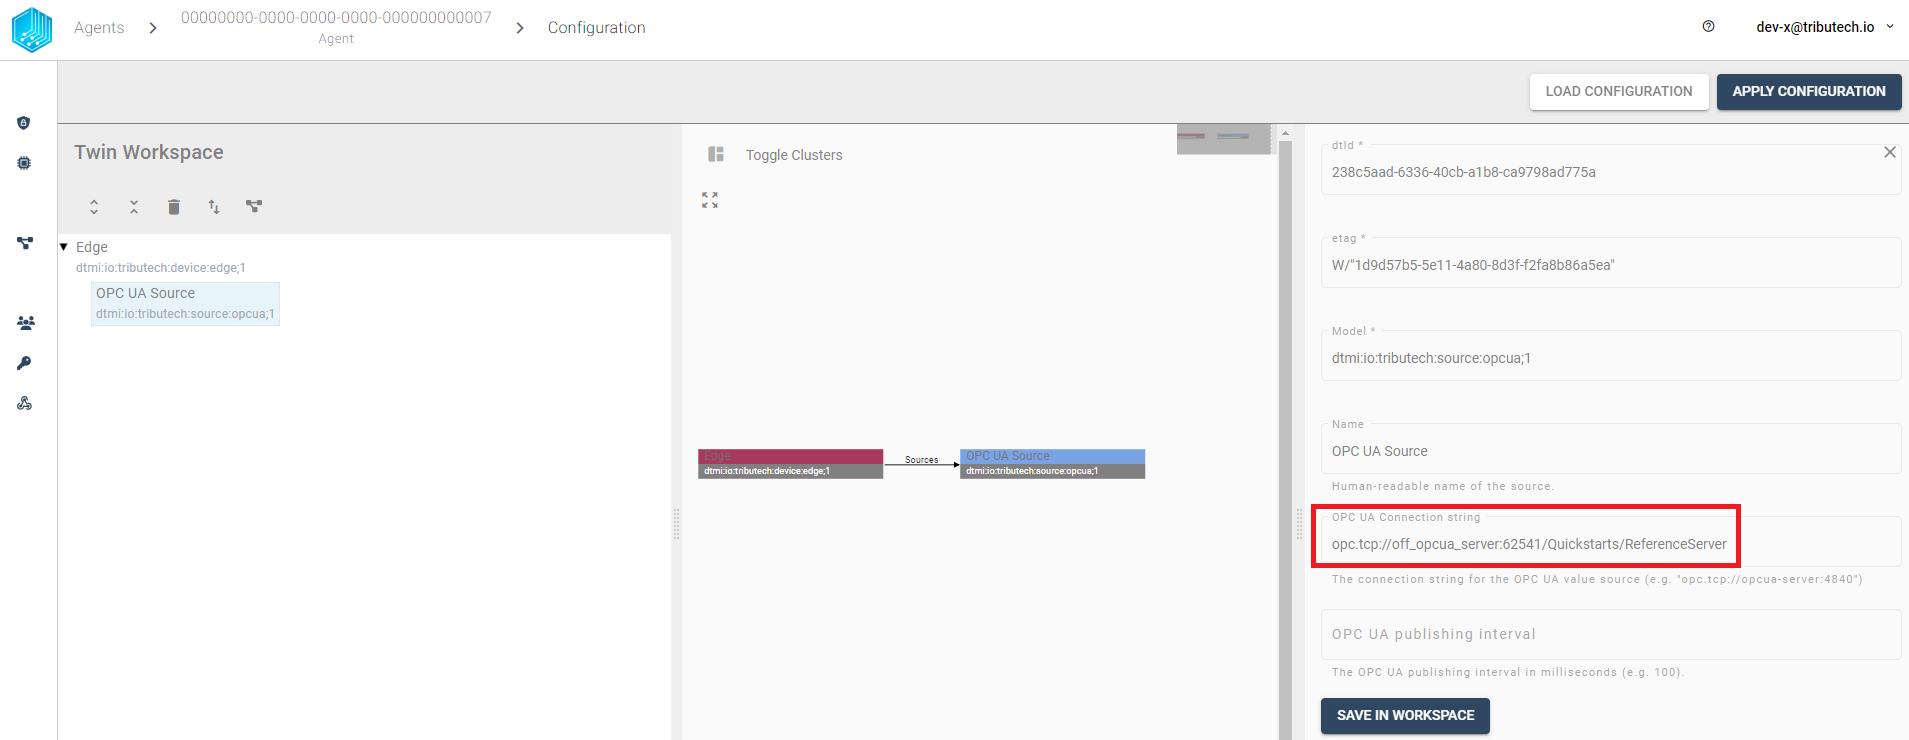 Agents
00000000-0000-0000-0000-000000000007
Agent
Configuration
dev-x@tributech.io
LOAD CONFIGURATION
APPLY CONFIGURATION
Twin Workspace
Edge
dtmi:io:tributech:device:edge;1
OPC UA Source
dtmi:io:tributech:source:opcua;1
Toggle Clusters
Edge
dtmi:io:tributech:device:edge;1
Sources
OPC UA Source
dtmi:io:tributech:source:opcua;1
dtId *
238c5aad-6336-40cb-a1b8-ca9798ad775a
etag *
W/"1d9d57b5-5e11-4a80-8d3f-f2fa8b86a5ea"
Model *
dtmi:io:tributech:source:opcua;1
Name
OPC UA Source
Human-readable name of the source.
OPC UA Connection string
opc.tcp://off_opcua_server:62541/Quickstarts/ReferenceServer
The connection string for the OPC UA value source (e.g. "opc.tcp://opcua-server:4840")
OPC UA publishing interval
The OPC UA publishing interval in milliseconds (e.g. 100).
SAVE IN WORKSPACE